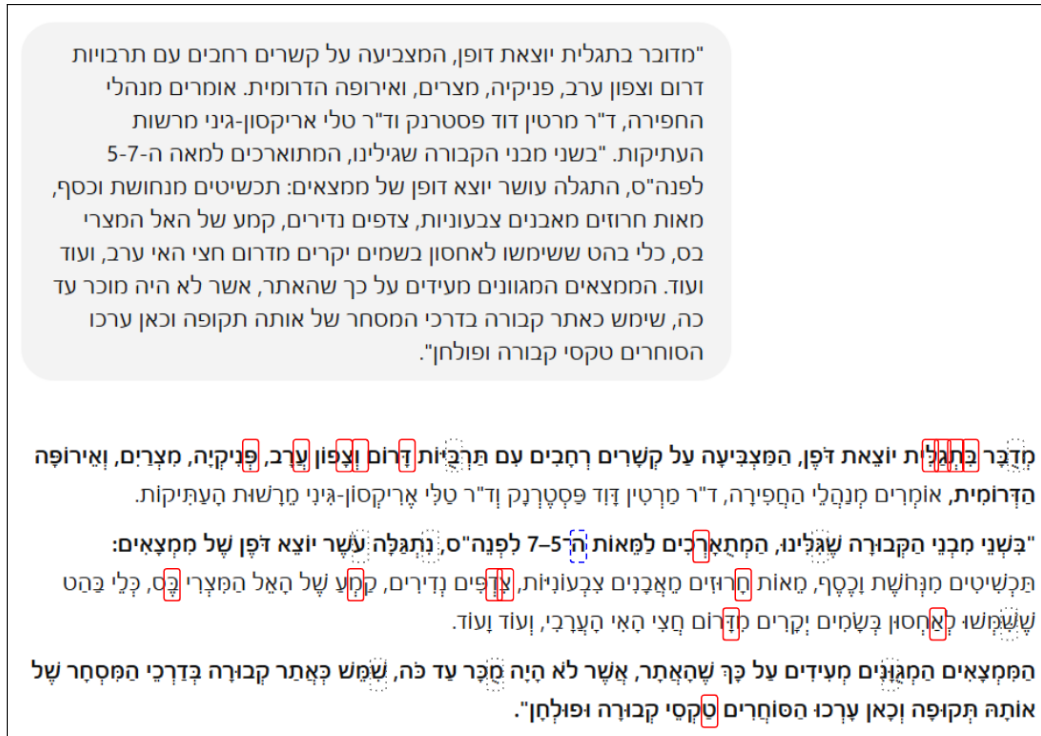 "מדובר בתגלית יוצאת דופן, המצביעה על קשרים רחבים עם תרבויות
דרום וצפון ערב, פניקיה, מצרים, ואירופה הדרומית. אומרים מנהלי
החפירה, ד"ר מרטין דוד פסטרנק וד"ר טלי אריקסון-גיני מרשות
העתיקות. "בשני מבני הקבורה שגילינו, המתוארכים למאה ה-5-7
לפנה"ס, התגלה עושר יוצא דופן של ממצאים: תכשיטים מנחושת וכסף,
מאות חרוזים מאבנים צבעוניות, צדפים נדירים, קמע של האל המצרי
בס, כלי בהט ששימשו לאחסון בשמים יקרים מדרום חצי האי ערב, ועוד
ועוד. הממצאים המגוונים מעידים על כך שהאתר, אשר לא היה מוכר עד
כה, שימש כאתר קבורה בדרכי המסחר של אותה תקופה וכאן ערכו
הסוחרים טקסי קבורה ופולחן".
מְדֻבָּר בִּתְגַלִּית יוֹצֵאת דֹּפֶן, הַמַּצְבִּיעָה עַל קְשָׁרִים רְחָבִים עִם תַּרְבֻּיּוֹת דָּרוֹם וְצָפוֹן עֲרָב, פְּנִיקְיָה, מִצְרַיִם, וְאֵירוֹפָּה
הַדְּרוֹמִית, אוֹמְרִים מְנַהֲלֵי הַחֲפִירָה, ד"ר מַרְטִין דָּוִד פַּסְטֶרְנָק וְד"ר טַלִּי אֶרִיקְסוֹן-גִּינִי מֵרָשׁוּת הָעַתִּיקוֹת.
"בִּשְׁנֵי מִבְנֵי הַקְּבוּרָה שֶׁגִּלִּינוּ, הַמְתֻאָרְכִים לַמֵּאוֹת הַ־5–7 לִפְנֵה"ס, נִתְגַּלָּה עֹשֶׁר יוֹצֵא דֹּפֶן שֶׁל מִמְצָאִים:
תַּכְשִׁיטִים מִנְּחֹשֶׁת וָכֶסֶף, מֵאוֹת חָרוּזִים מֵאֲבָנִים צִבְעוֹנִיּוֹת, צְדָפִים נְדִירִים, קָמֵעַ שֶׁל הָאֵל הַמִּצְרִי בֶּס, כְּלֵי בַּהַט
שֶׁשִּׁמְּשׁוּ לְאַחְסוּן בְּשָׂמִים יְקָרִים מִדָּרוֹם חֲצִי הָאִי הָעֲרָבִי, וְעוֹד וָעוֹד.
הַמִּמְצָאִים הַמְגֻוָּנִים מְעִידִים עַל כָּךְ שֶׁהָאֲתָר, אֲשֶׁר לֹא הָיָה מֻכָּר עַד כֹּה, שִׁמֵּשׁ כְּאֲתַר קְבוּרָה בְּדַרְכֵי הַמִּסְחָר שֶׁל
אוֹתָהּ תְּקוּפָה וְכָאן עָרְכוּ הַסּוֹחֲרִים טִקְסֵי קְבוּרָה וּפוּלְחָן".